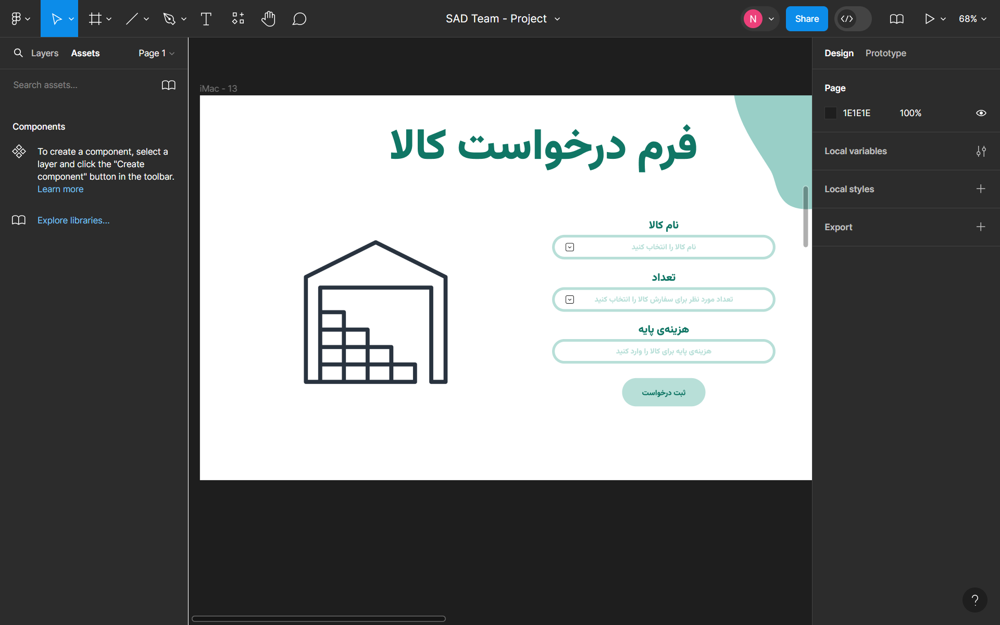 SAD Team - Project
N
Share
68%
Layers
Assets
Page 1
Search assets...
Components
To create a component, select a
layer and click the "Create
component" button in the toolbar.
Learn more
Explore libraries...
iMac - 13
فرم درخواست کالا
نام کالا
نام کالا را انتخاب کنید
تعداد
تعداد مورد نظر برای سفارش کالا را انتخاب کنید
هزینه‌ی پایه
هزینه‌ی پایه برای کالا را وارد کنید
ثبت درخواست
Design
Prototype
Page
1E1E1E
100%
Local variables
Local styles
Export
?